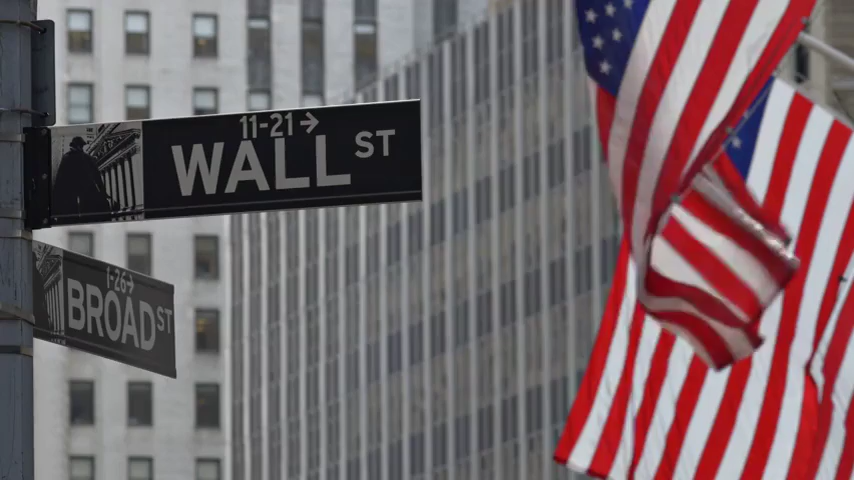 11-21 →
WALL ST
1-26 →
BROAD ST